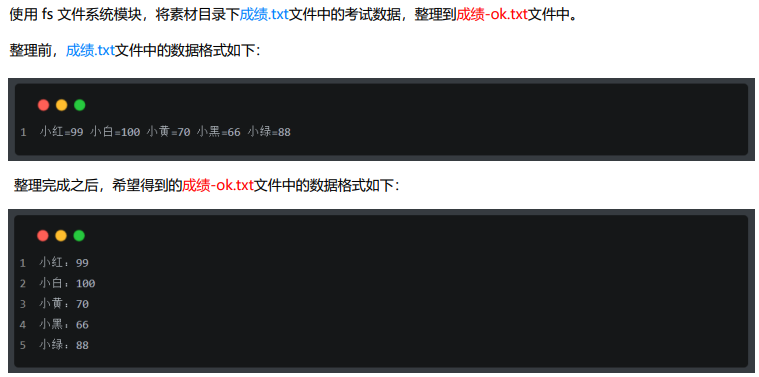 使用 fs 文件系统模块，将素材目录下成绩.txt文件中的考试数据，整理到成绩-ok.txt文件中。
整理前，成绩.txt文件中的数据格式如下：
1 小红=99 小白=100 小黄=70 小黑=66 小绿=88
整理完成之后，希望得到的成绩-ok.txt文件中的数据格式如下：
1 小红：99
2 小白：100
3 小黄：70
4 小黑：66
5 小绿：88